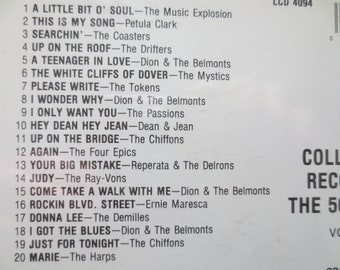 LCD 4094
1 A LITTLE BIT O' SOUL—The Music Explosion
2 THIS IS MY SONG—Petula Clark
3 SEARCHIN'—The Coasters
4 UP ON THE ROOF—The Drifters
5 A TEENAGER IN LOVE—Dion & The Belmonts
6 THE WHITE CLIFFS OF DOVER—The Mystics
7 PLEASE WRITE—The Tokens
8 I WONDER WHY—Dion & The Belmonts
9 I ONLY WANT YOU—The Passions
10 HEY DEAN HEY JEAN—Dean & Jean
11 UP ON THE BRIDGE—The Chiffons
12 AGAIN—The Four Epics
13 YOUR BIG MISTAKE—Reperata & The Delrons
14 JUDY—The Ray-Vons
15 COME TAKE A WALK WITH ME—Dion & The Belmonts
16 ROCKIN BLVD. STREET—Ernie Maresca
17 DONNA LEE—The Demilles
18 I GOT THE BLUES—Dion & The Belmonts
19 JUST FOR TONIGHT—The Chiffons
20 MARIE—The Harps
COLL
RECO
THE 50
VO